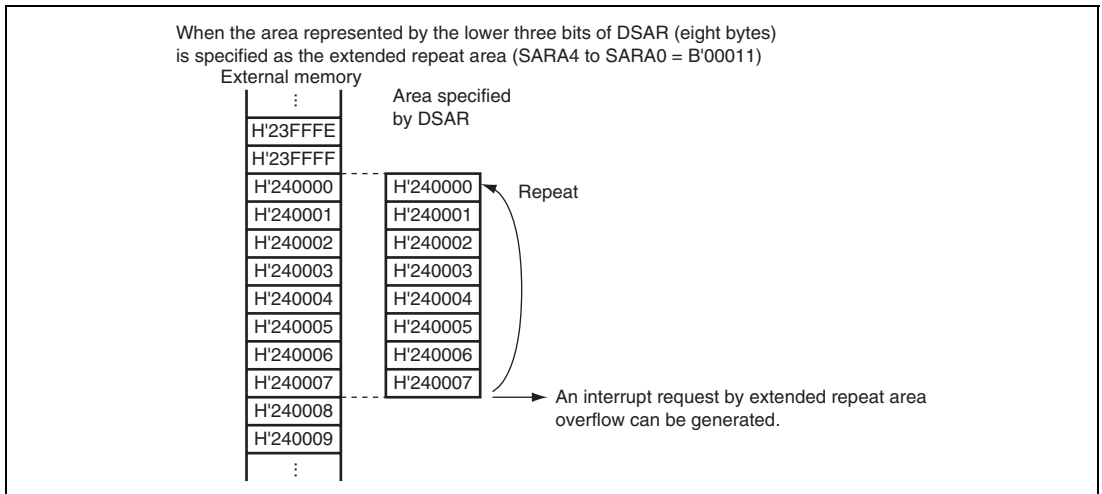 When the area represented by the lower three bits of DSAR (eight bytes)
is specified as the extended repeat area (SARA4 to SARA0 = B'00011)
External memory
⋮
Area specified
by DSAR
H'23FFFE
H'23FFFF
H'240000
H'240001
H'240002
H'240003
H'240004
H'240005
H'240006
H'240007
H'240008
H'240009
⋮
H'240000
H'240001
H'240002
H'240003
H'240004
H'240005
H'240006
H'240007
Repeat
An interrupt request by extended repeat area
overflow can be generated.